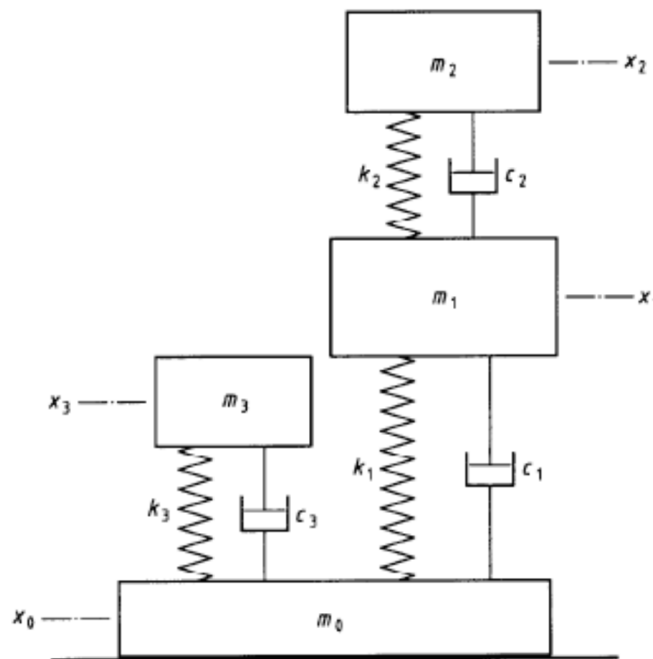 m₂
x₂
k₂
c₂
m₁
x
x₃
m₃
k₁
c₁
k₃
c₃
x₀
m₀